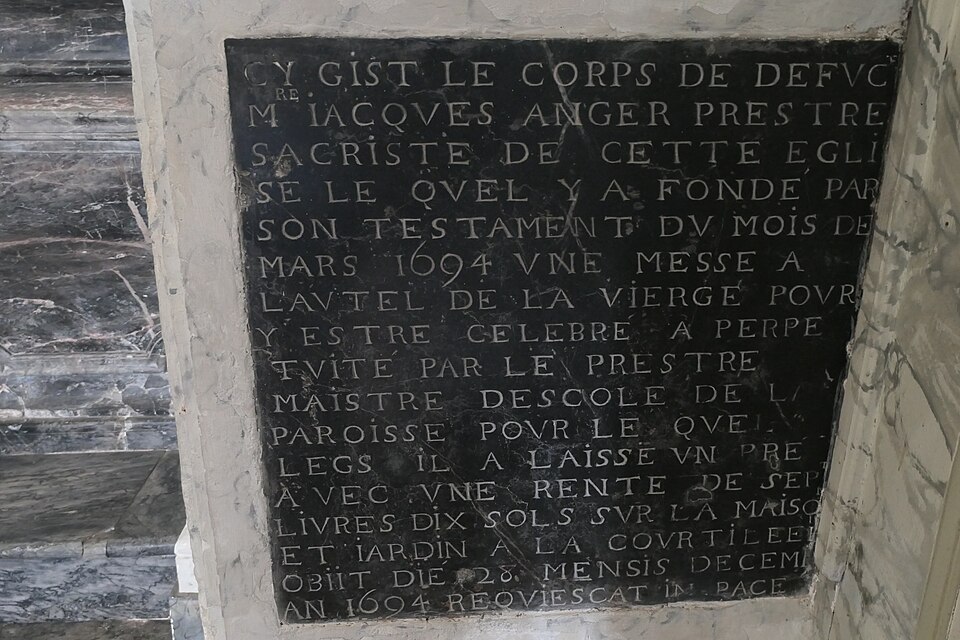 CY GIST LE CORPS DE DEFVC
MRE IACQVES ANGER PRESTRE
SACRISTE DE CETTE EGLI
SE LE QVEL Y A FONDE PAR
SON TESTAMENT DV MOIS DE
MARS 1694 VNE MESSE A
LAVTEL DE LA VIERGE POVR
Y ESTRE CELEBRE A PERPE
TVITE PAR LE PRESTRE
MAISTRE DESCOLE DE LA
PAROISSE POVR LE QVEL
LEGS IL A LAISSE VN PRE
AVEC VNE RENTE DE SEPT
LIVRES DIX SOLS SVR LA MAISO
ET IARDIN A LA
OBIIT DIE 28 MENSIS DECEM
AN 1694 REQVIESCAT IN PACE